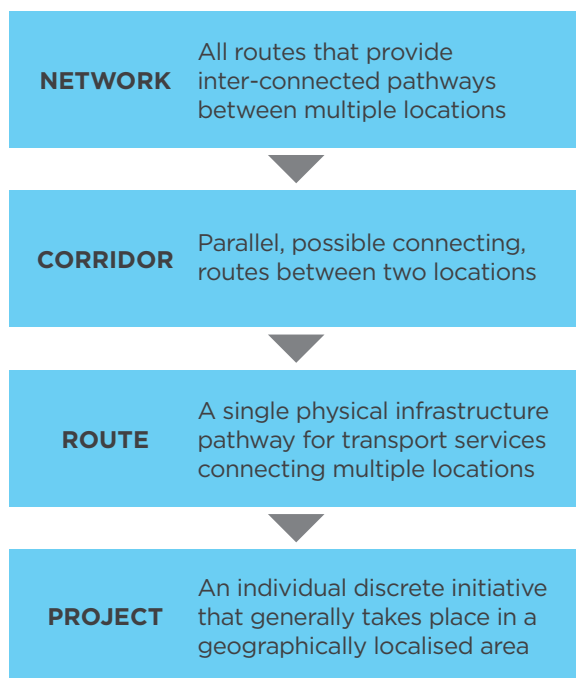 NETWORK
All routes that provide
inter-connected pathways
between multiple locations
CORRIDOR
Parallel, possible connecting,
routes between two locations
ROUTE
A single physical infrastructure
pathway for transport services
connecting multiple locations
PROJECT
An individual discrete initiative
that generally takes place in a
geographically localised area